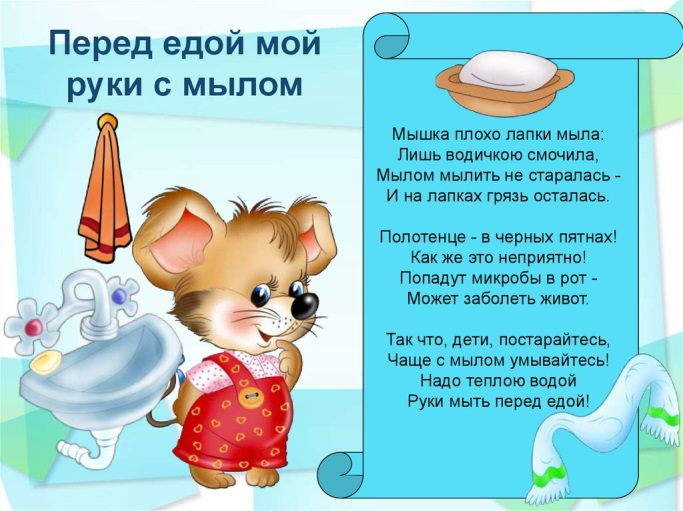 Перед едой мой
руки с мылом
Мышка плохо лапки мыла:
Лишь водичкою смочила,
Мылом мылить не старалась -
И на лапках грязь осталась.
Полотенце - в черных пятнах!
Как же это неприятно!
Попадут микробы в рот -
Может заболеть живот.
Так что, дети, постарайтесь,
Чаще с мылом умывайтесь!
Надо теплою водой
Руки мыть перед едой!